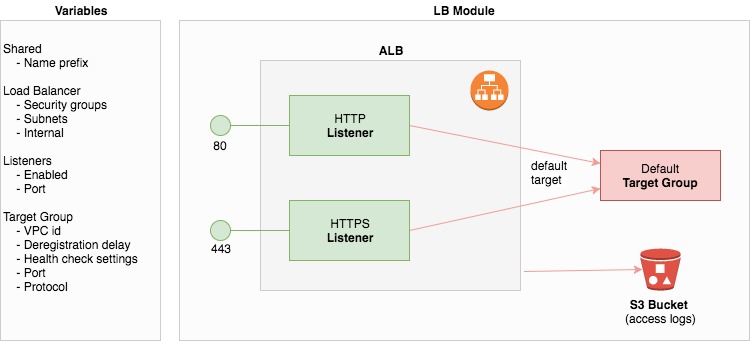 Variables
Shared
- Name prefix
Load Balancer
- Security groups
- Subnets
- Internal
Listeners
- Enabled
- Port
Target Group
- VPC id
- Deregistration delay
- Health check settings
- Port
- Protocol
LB Module
ALB
80
HTTP
Listener
443
HTTPS
Listener
default
target
Default
Target Group
S3 Bucket
(access logs)